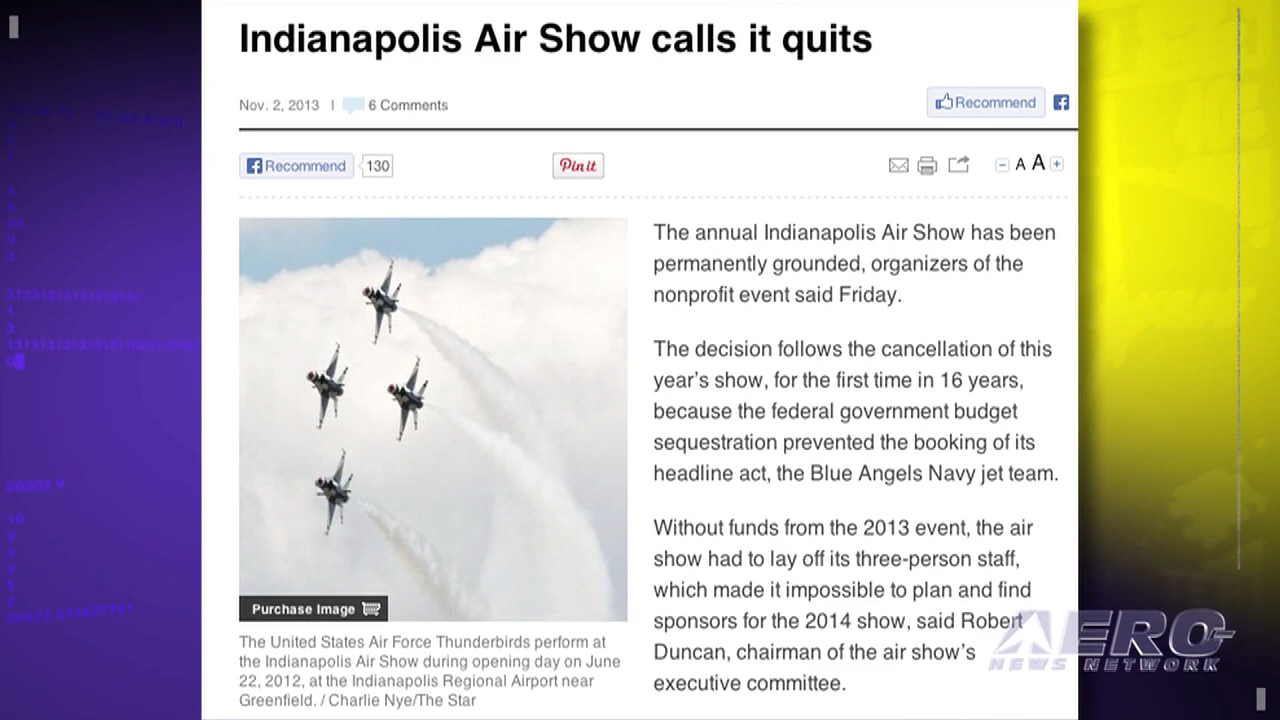 Indianapolis Air Show calls it quits
Nov. 2, 2013 | 6 Comments
Recommend
Recommend 130
Pin it
A A
The annual Indianapolis Air Show has been
permanently grounded, organizers of the
nonprofit event said Friday.
The decision follows the cancellation of this
year's show, for the first time in 16 years,
because the federal government budget
sequestration prevented the booking of its
headline act, the Blue Angels Navy jet team.
Without funds from the 2013 event, the air
show had to lay off its three-person staff,
which made it impossible to plan and find
sponsors for the 2014 show, said Robert
Duncan, chairman of the air show's
executive committee.
Purchase Image
The United States Air Force Thunderbirds perform at
the Indianapolis Air Show during opening day on June
22, 2012, at the Indianapolis Regional Airport near
Greenfield. / Charlie Nye/The Star
AERO
NEWS NETWORK